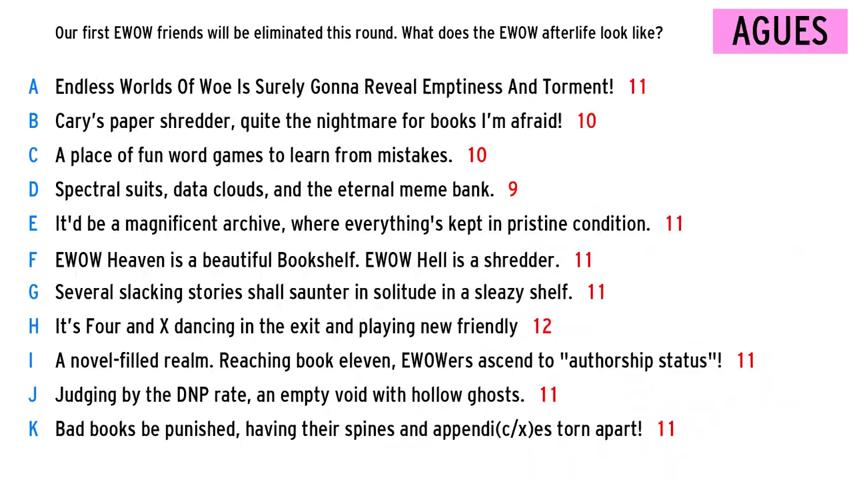 Our first EWOW friends will be eliminated this round. What does the EWOW afterlife look like?
AGUES
A Endless Worlds Of Woe Is Surely Gonna Reveal Emptiness And Torment! 11
B Cary's paper shredder, quite the nightmare for books I'm afraid! 10
C A place of fun word games to learn from mistakes. 10
D Spectral suits, data clouds, and the eternal meme bank. 9
E It'd be a magnificent archive, where everything's kept in pristine condition. 11
F EWOW Heaven is a beautiful Bookshelf. EWOW Hell is a shredder. 11
G Several slacking stories shall saunter in solitude in a sleazy shelf. 11
H It's Four and X dancing in the exit and playing new friendly 12
I A novel-filled realm. Reaching book eleven, EWOWers ascend to "authorship status"! 11
J Judging by the DNP rate, an empty void with hollow ghosts. 11
K Bad books be punished, having their spines and appendi(c/x)es torn apart! 11